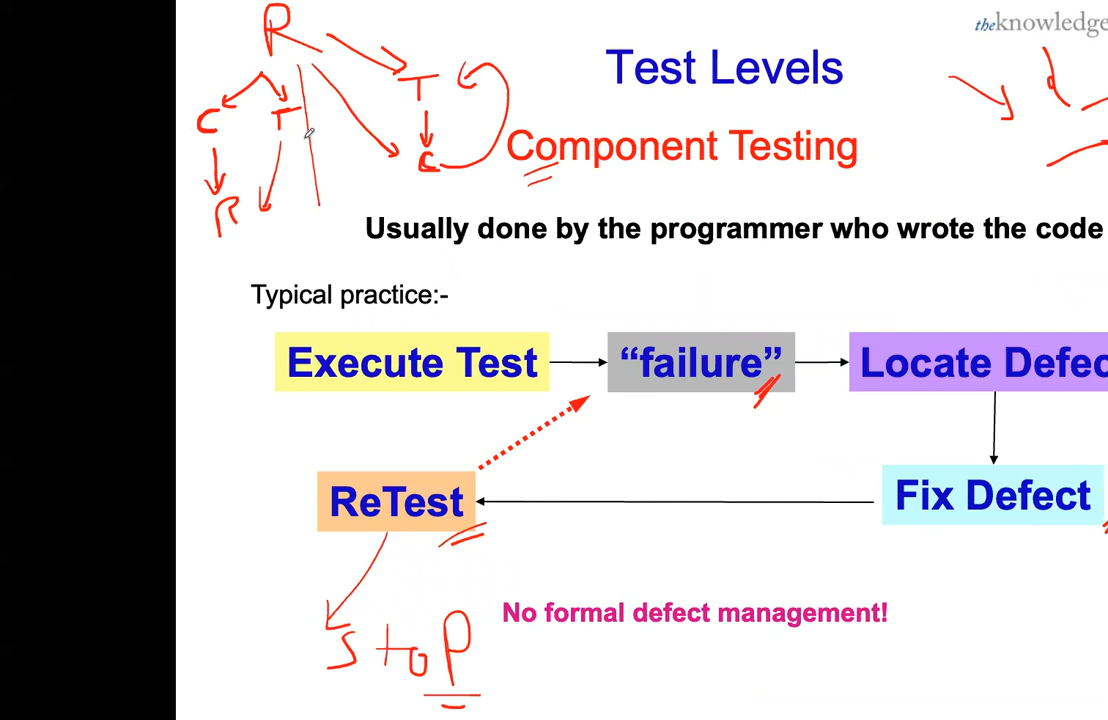 theknowledge
R
Test Levels
T
C T
Component Testing
C
R
Usually done by the programmer who wrote the code
Typical practice:-
Execute Test
“failure”
Locate Defec
ReTest
Fix Defect
No formal defect management!
stop